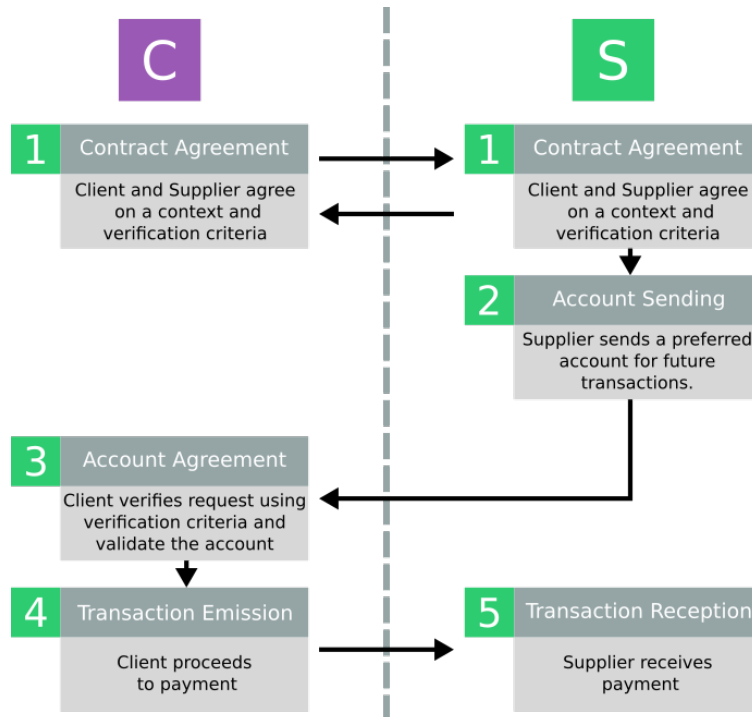 C
S
1
Contract Agreement
Client and Supplier agree
on a context and
verification criteria
1
Contract Agreement
Client and Supplier agree
on a context and
verification criteria
2
Account Sending
Supplier sends a preferred
account for future
transactions.
3
Account Agreement
Client verifies request using
verification criteria and
validate the account
4
Transaction Emission
Client proceeds
to payment
5
Transaction Reception
Supplier receives
payment